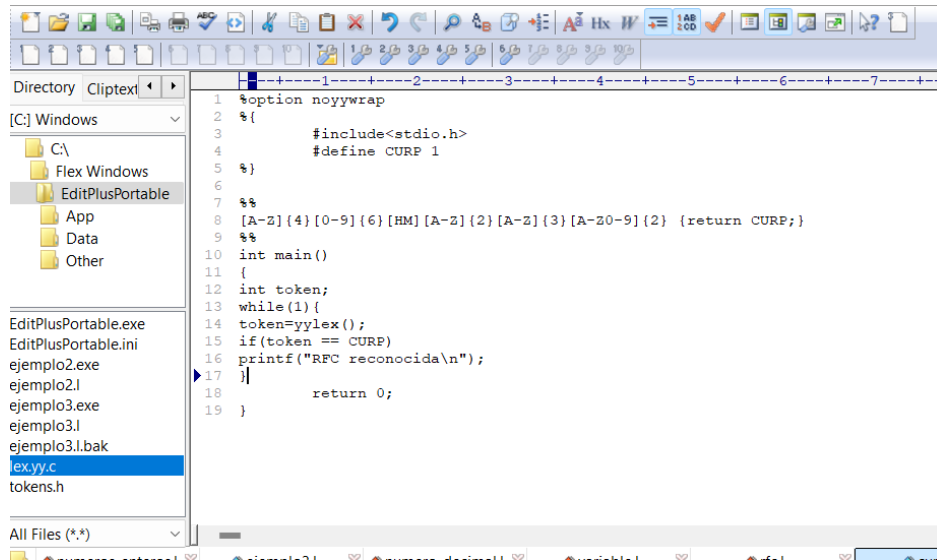 Directory Cliptext
[C:] Windows
C:\
Flex Windows
EditPlusPortable
App
Data
Other
EditPlusPortable.exe
EditPlusPortable.ini
ejemplo2.exe
ejemplo2.l
ejemplo3.exe
ejemplo3.l
ejemplo3.l.bak
lex.yy.c
tokens.h
All Files (*.*)
----+----1----+----2----+----3----+----4----+----5----+----6----+----7----+--
1 %option noyywrap
2 %{
3 #include<stdio.h>
4 #define CURP 1
5 %}
6
7 %%
8 [A-Z]{4}[0-9]{6}[HM][A-Z]{2}[A-Z]{3}[A-Z0-9]{2} {return CURP;}
9 %%
10 int main()
11 {
12 int token;
13 while(1){
14 token=yylex();
15 if(token == CURP)
16 printf("RFC reconocida\n");
17 }
18 return 0;
19 }